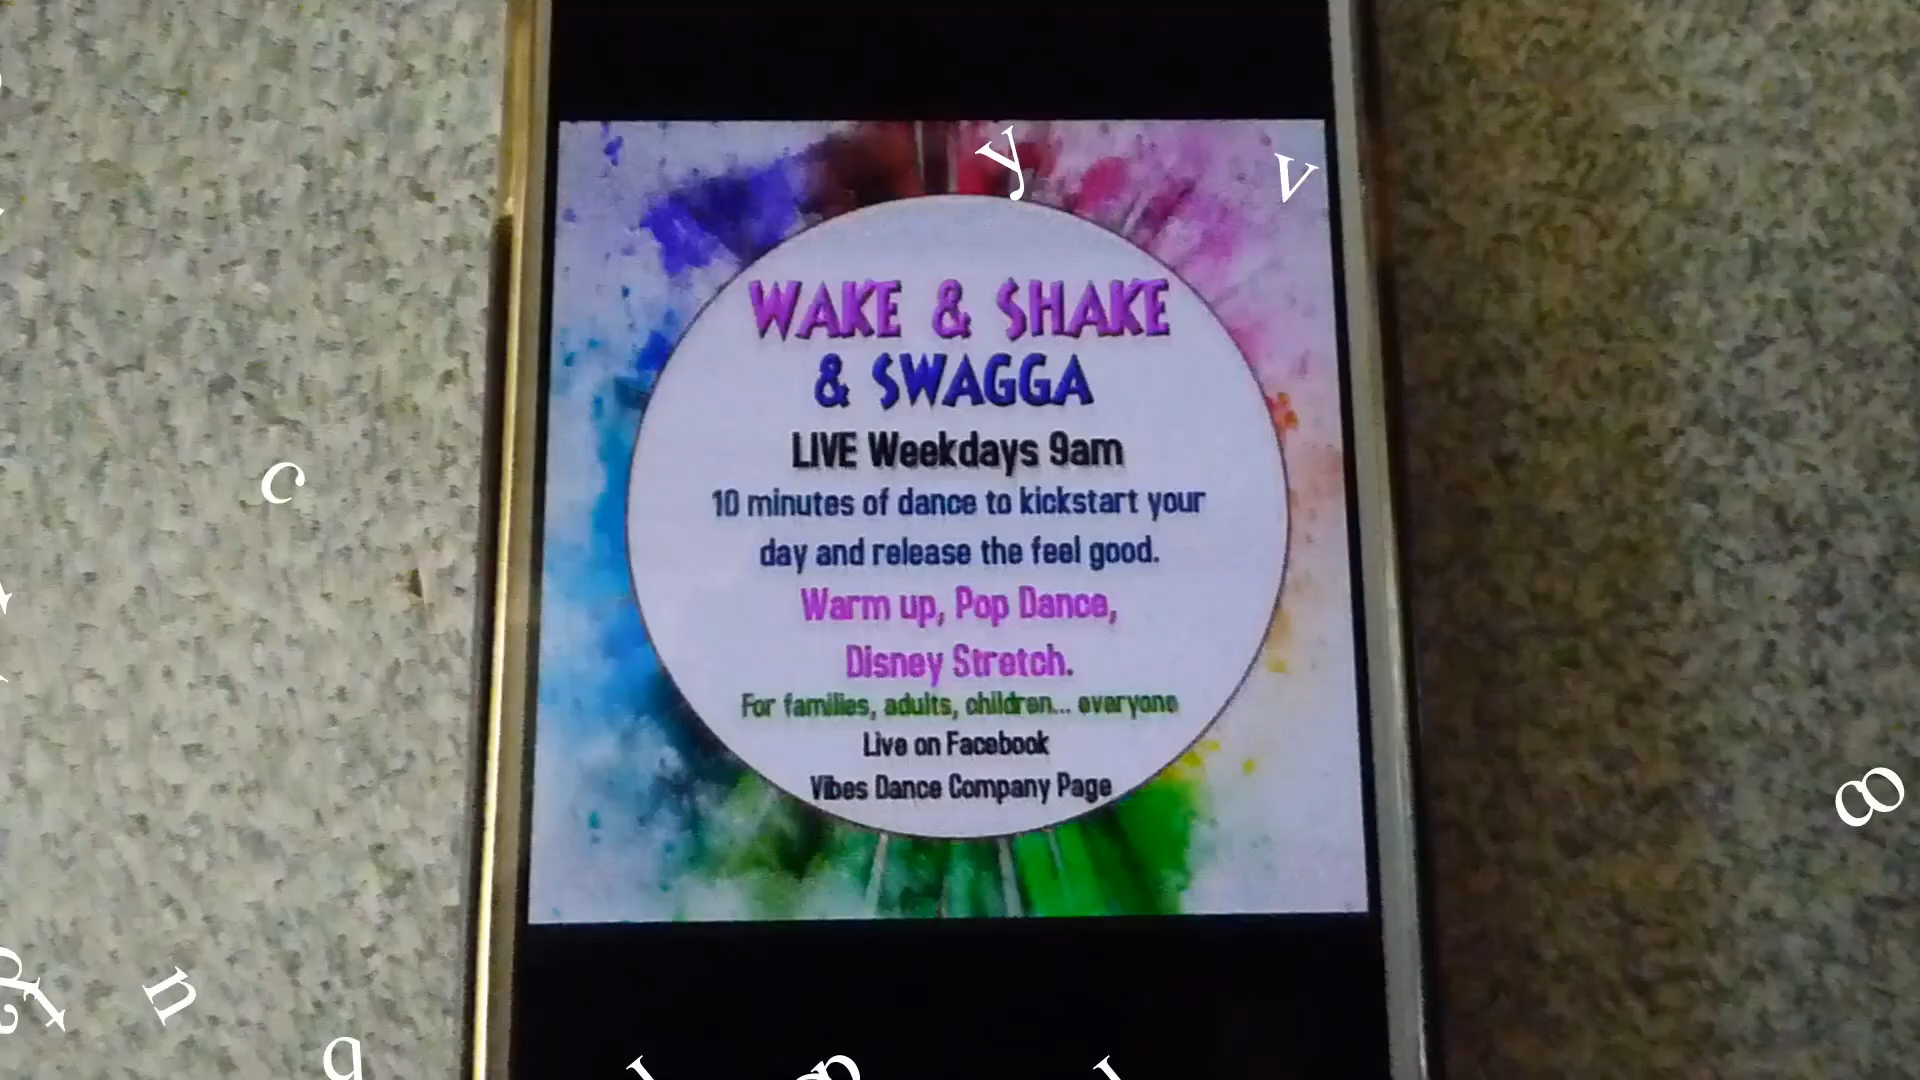 WAKE & SHAKE
& SWAGGA
LIVE Weekdays 9am
10 minutes of dance to kickstart your
day and release the feel good.
Warm up, Pop Dance,
Disney Stretch.
For families, adults, children... everyone
Live on Facebook
Vibes Dance Company Page
y
v
c
8
n
t
g